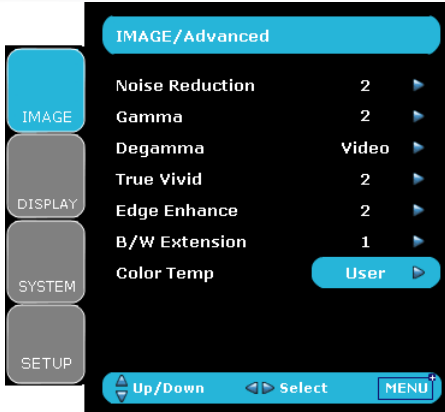 IMAGE/Advanced
IMAGE
DISPLAY
SYSTEM
SETUP
Noise Reduction 2
Gamma 2
Degamma Video
True Vivid 2
Edge Enhance 2
B/W Extension 1
Color Temp User
Up/Down Select MENU+